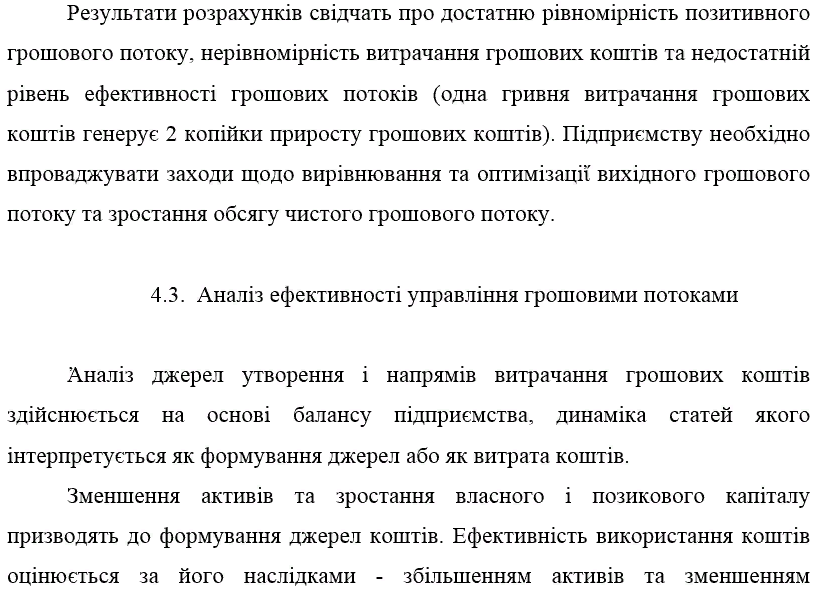 Результати розрахунків свідчать про достатню рівномірність позитивного
грошового потоку, нерівномірність витрачання грошових коштів та недостатній
рівень ефективності грошових потоків (одна гривня витрачання грошових
коштів генерує 2 копійки приросту грошових коштів). Підприємству необхідно
впроваджувати заходи щодо вирівнювання та оптимізації вихідного грошового
потоку та зростання обсягу чистого грошового потоку.
4.3. Аналіз ефективності управління грошовими потоками
Аналіз джерел утворення і напрямів витрачання грошових коштів
здійснюється на основі балансу підприємства, динаміка статей якого
інтерпретується як формування джерел або як витрата коштів.
Зменшення активів та зростання власного і позикового капіталу
призводять до формування джерел коштів. Ефективність використання коштів
оцінюється за його наслідками - збільшенням активів та зменшенням